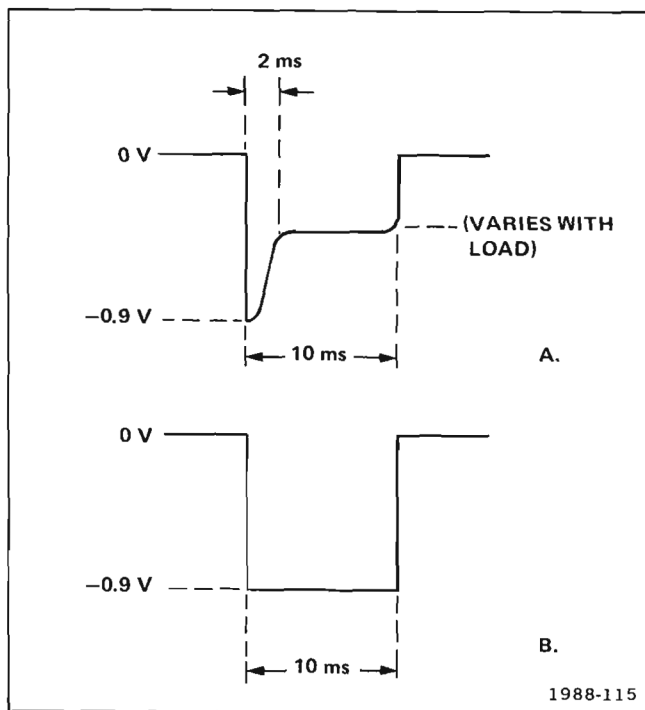 2 ms
0 V
(VARIES WITH
LOAD)
−0.9 V
10 ms
A.
0 V
−0.9 V
10 ms
B.
1988-115